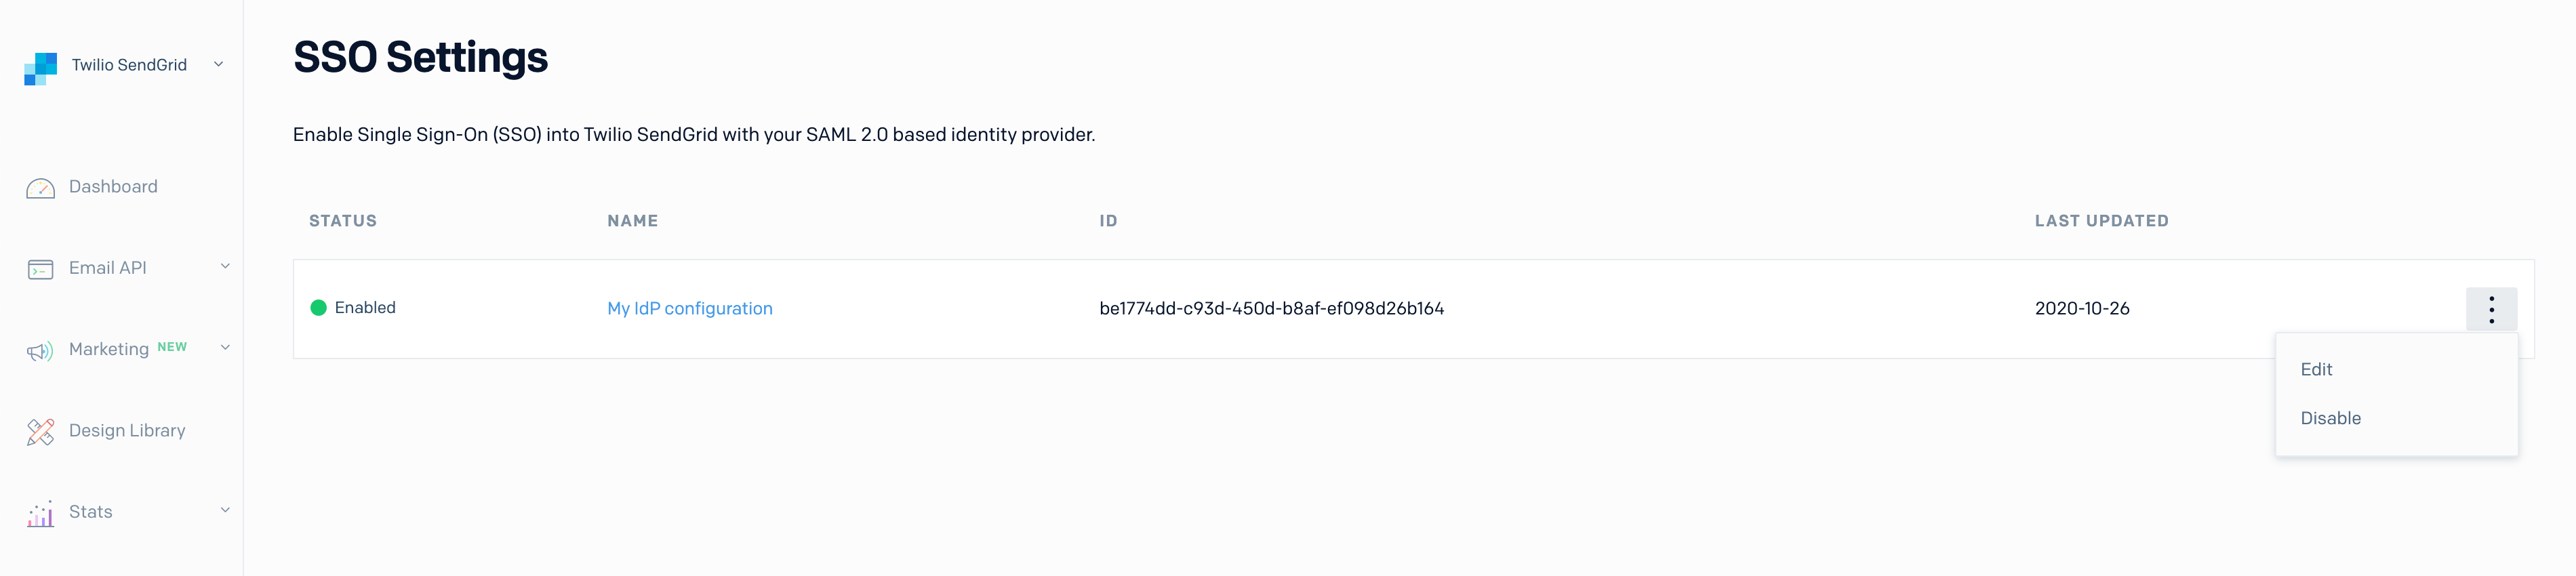 Twilio SendGrid
Dashboard
Email API
Marketing NEW
Design Library
Stats
SSO Settings
Enable Single Sign-On (SSO) into Twilio SendGrid with your SAML 2.0 based identity provider.
STATUS NAME ID LAST UPDATED
Enabled My IdP configuration be1774dd-c93d-450d-b8af-ef098d26b164 2020-10-26
Edit
Disable